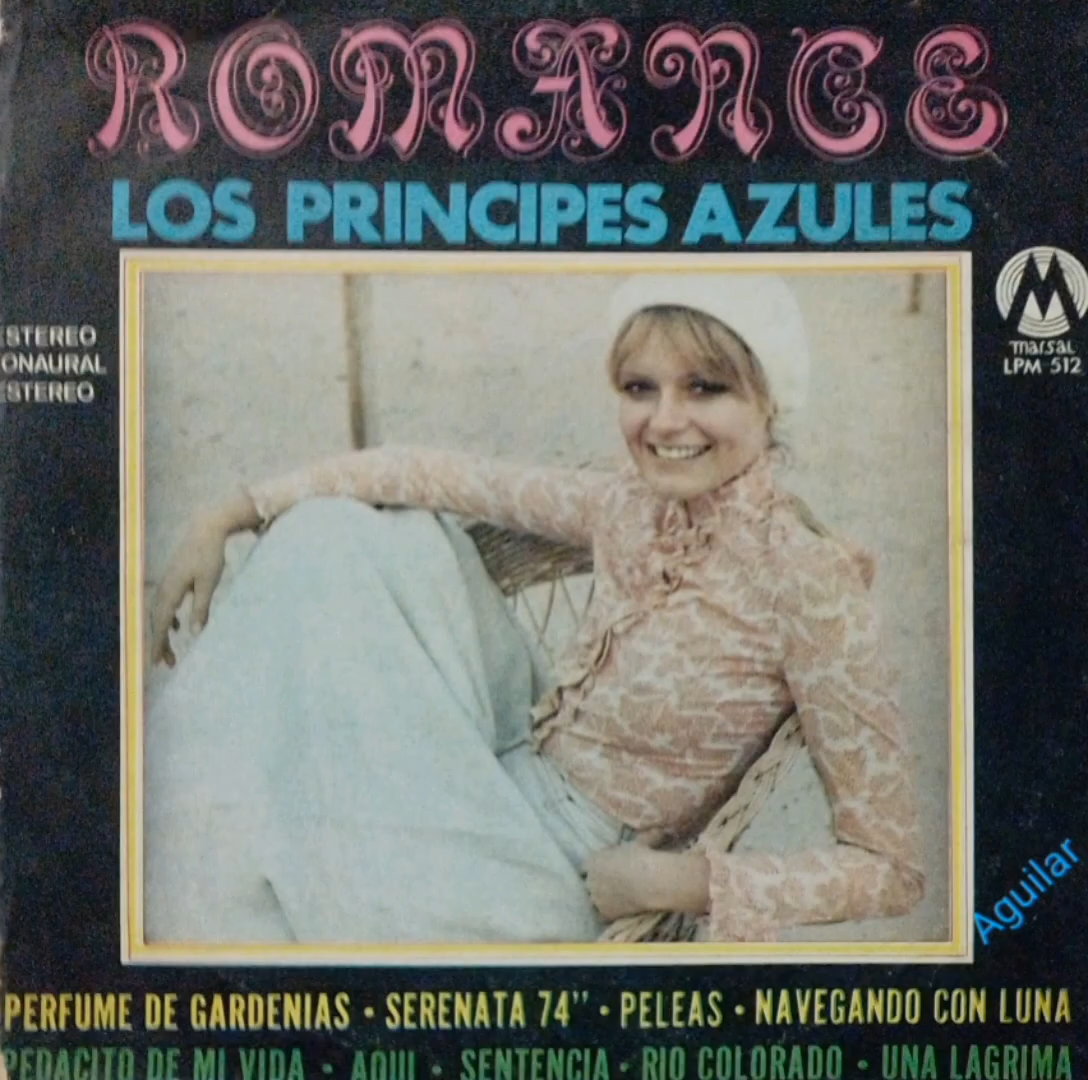 ROMANCE
LOS PRINCIPES AZULES
M
marsal
LPM 512
STEREO
ONAURAL
ESTEREO
Aguilar
PERFUME DE GARDENIAS • SERENATA 74" • PELEAS • NAVEGANDO CON LUNA
PEDACITO DE MI VIDA • AQUI • SENTENCIA • RIO COLORADO • UNA LAGRIMA